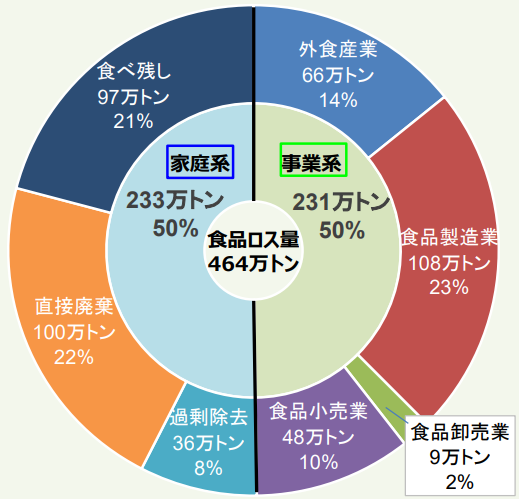 食べ残し
97万トン
21%
外食産業
66万トン
14%
家庭系
233万トン
50%
事業系
231万トン
50%
食品ロス量
464万トン
食品製造業
108万トン
23%
直接廃棄
100万トン
22%
過剰除去
36万トン
8%
食品小売業
48万トン
10%
食品卸売業
9万トン
2%